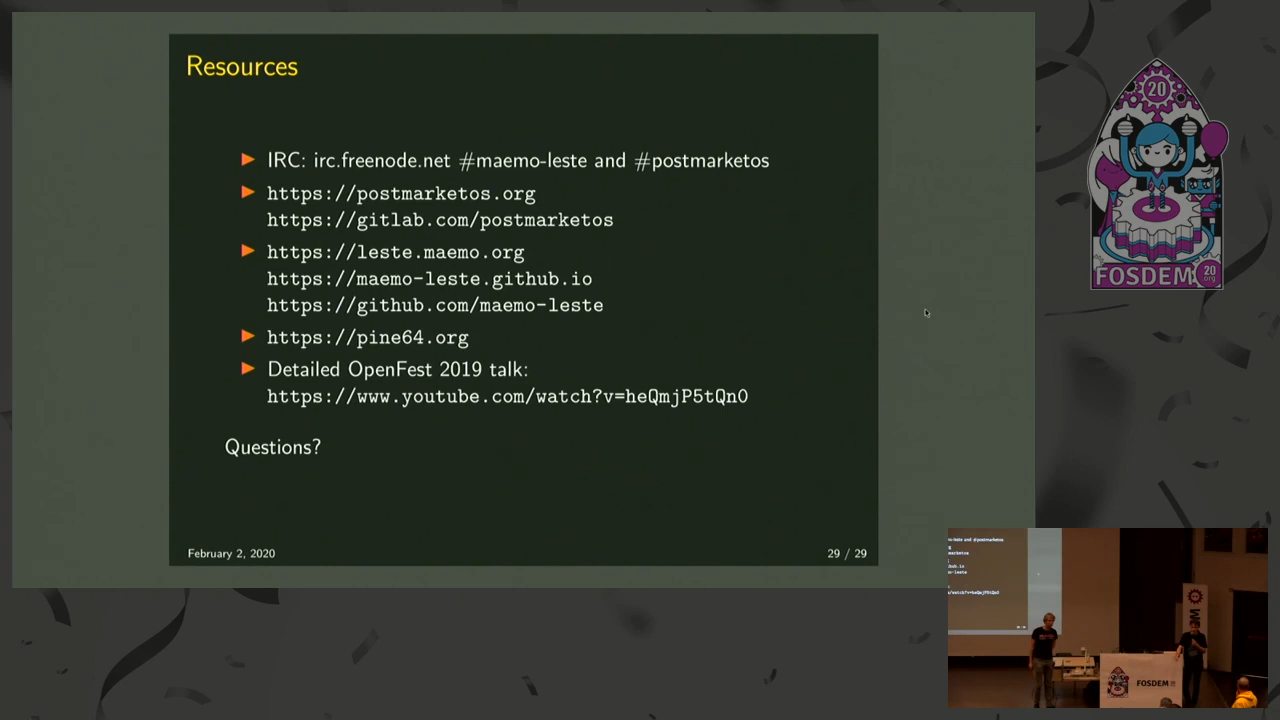 Resources
IRC: irc.freenode.net #maemo-leste and #postmarketos
https://postmarketos.org
https://gitlab.com/postmarketos
https://leste.maemo.org
https://maemo-leste.github.io
https://github.com/maemo-leste
https://pine64.org
Detailed OpenFest 2019 talk:
https://www.youtube.com/watch?v=heQmjP5tQn0
Questions?
February 2, 2020
29 / 29
20
FOSDEM
20
org
FOSDEM